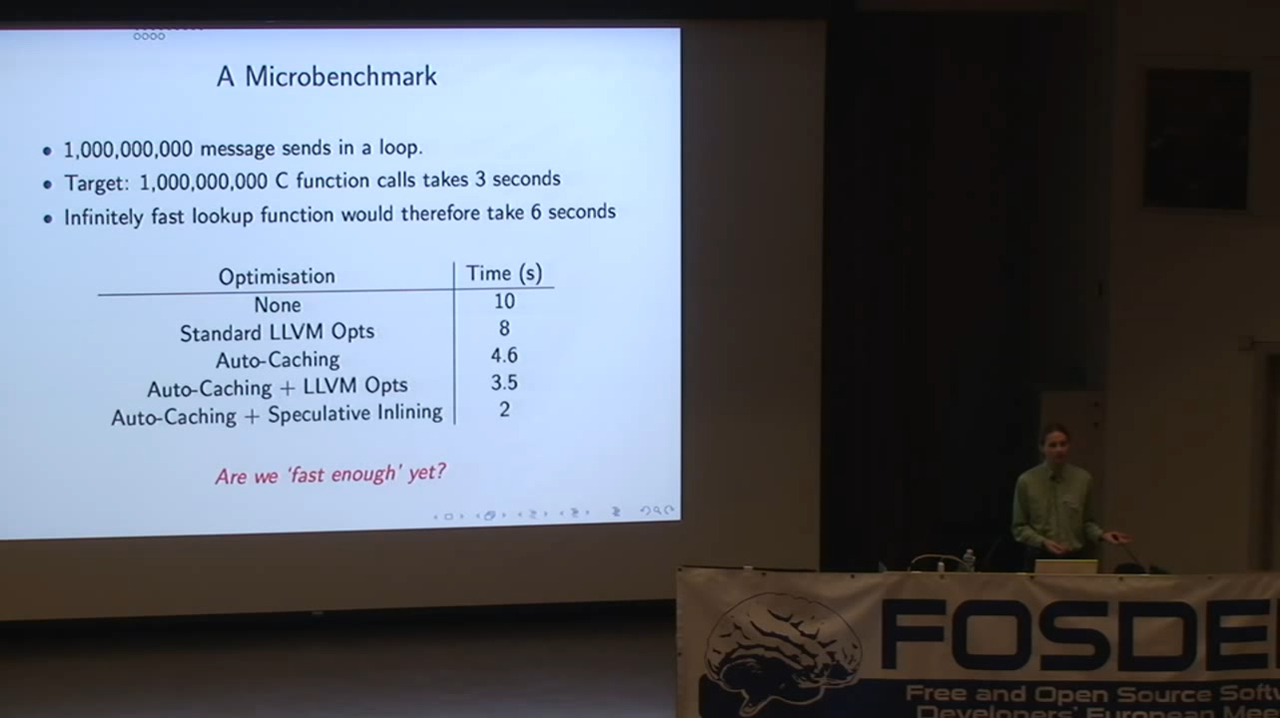 A Microbenchmark
• 1,000,000,000 message sends in a loop.
• Target: 1,000,000,000 C function calls takes 3 seconds
• Infinitely fast lookup function would therefore take 6 seconds
Optimisation Time (s)
None 10
Standard LLVM Opts 8
Auto-Caching 4.6
Auto-Caching + LLVM Opts 3.5
Auto-Caching + Speculative Inlining 2
Are we 'fast enough' yet?
FOSDE
Free and Open Source Softw
Developers' European Mee